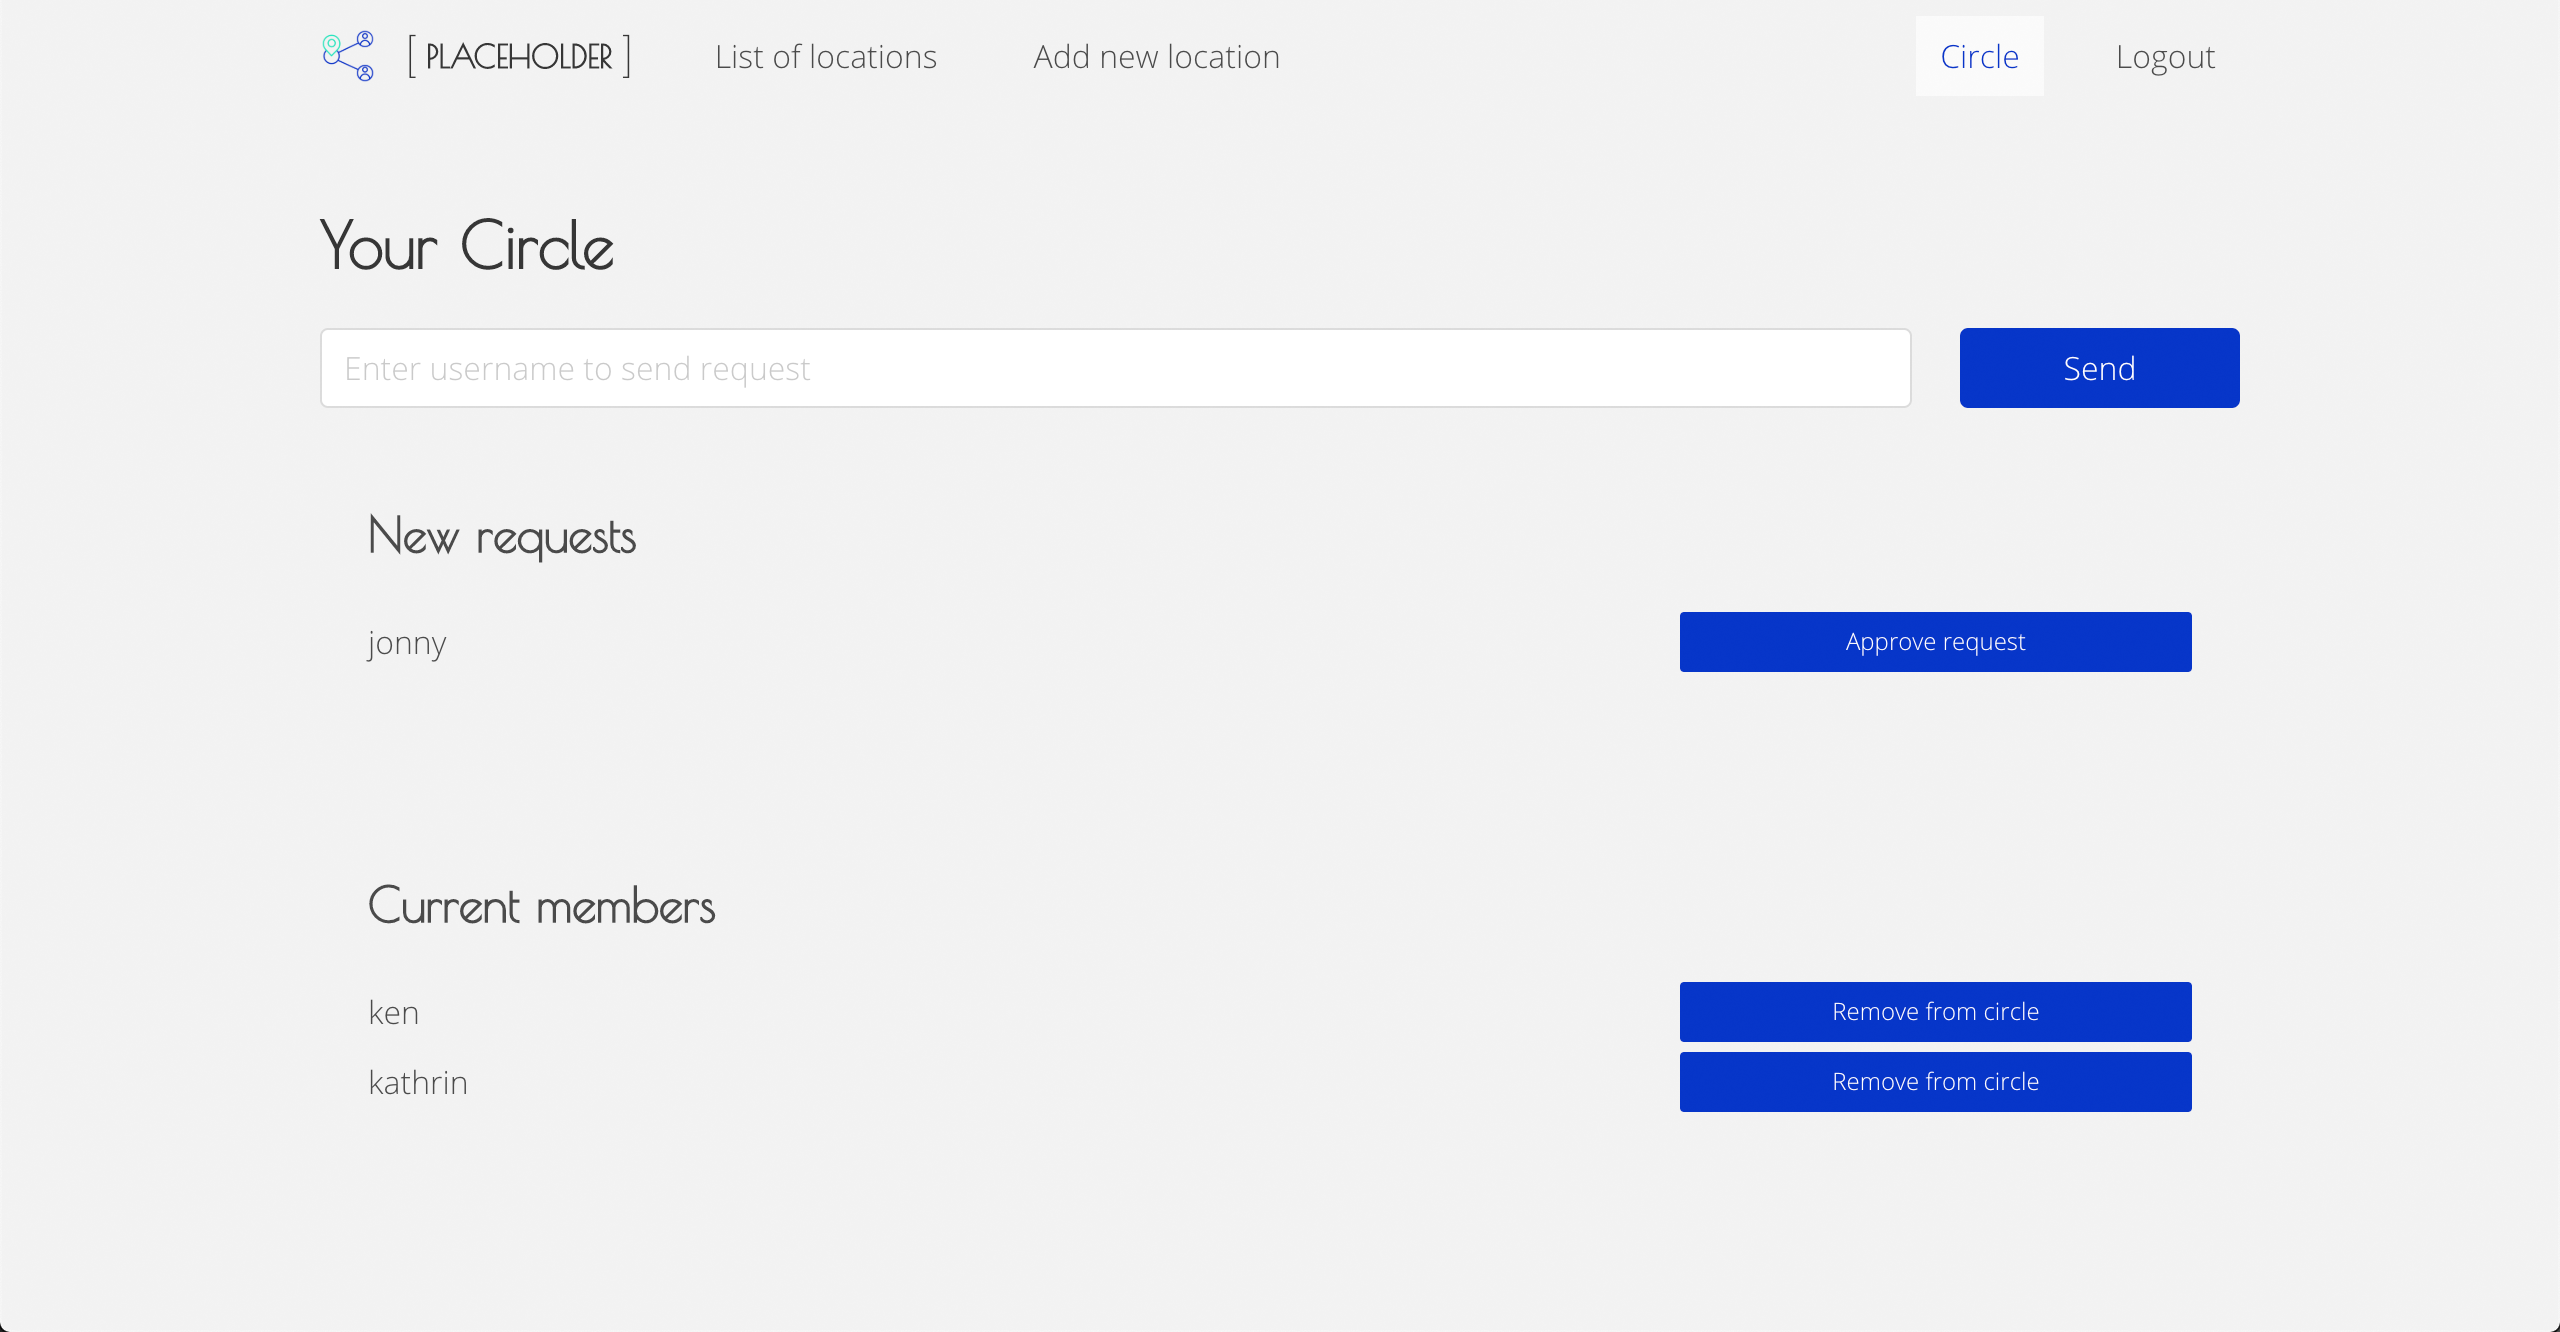 [ PLACEHOLDER ] List of locations Add new location Circle Logout
Your Circle
Enter username to send request Send
New requests
jonny Approve request
Current members
ken Remove from circle
kathrin Remove from circle